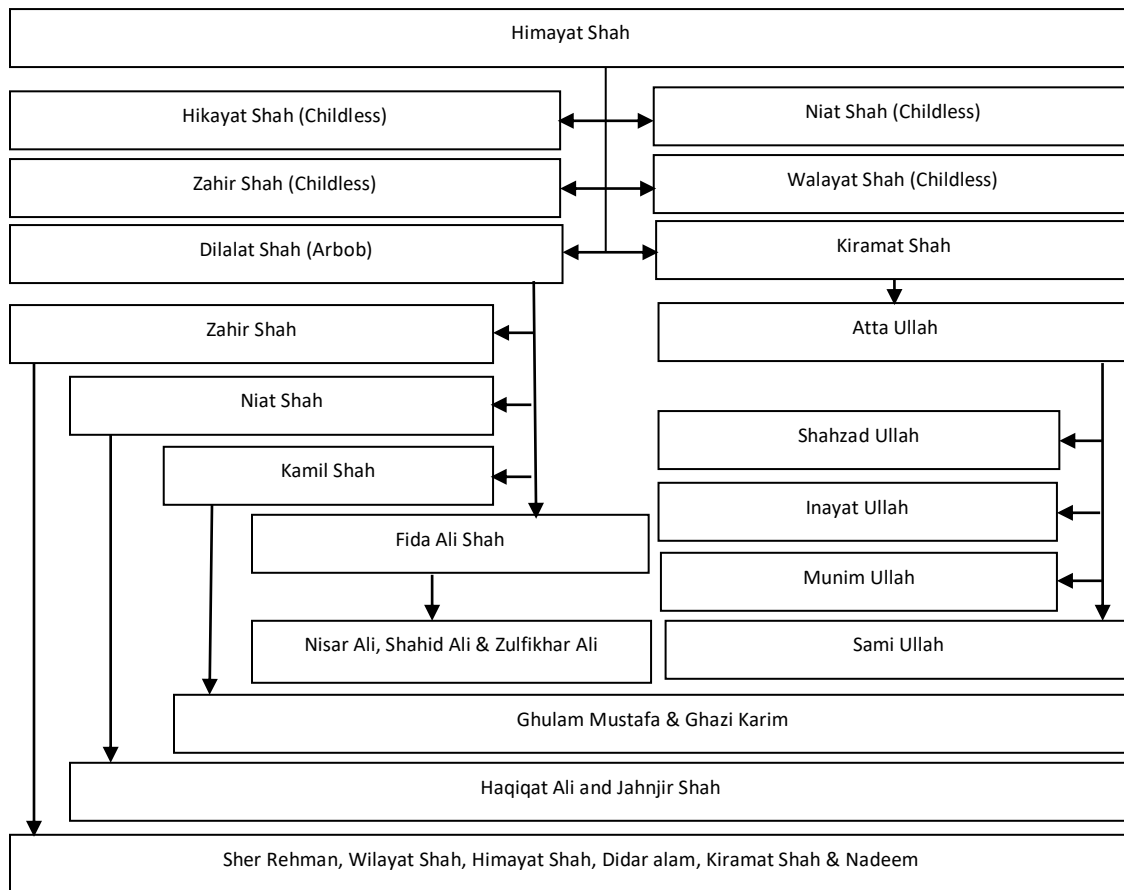 Himayat Shah
Hikayat Shah (Childless)
Niat Shah (Childless)
Zahir Shah (Childless)
Walayat Shah (Childless)
Dilalat Shah (Arbob)
Kiramat Shah
Zahir Shah
Atta Ullah
Niat Shah
Shahzad Ullah
Kamil Shah
Inayat Ullah
Fida Ali Shah
Munim Ullah
Nisar Ali, Shahid Ali & Zulfikhar Ali
Sami Ullah
Ghulam Mustafa & Ghazi Karim
Haqiqat Ali and Jahnjir Shah
Sher Rehman, Wilayat Shah, Himayat Shah, Didar alam, Kiramat Shah & Nadeem